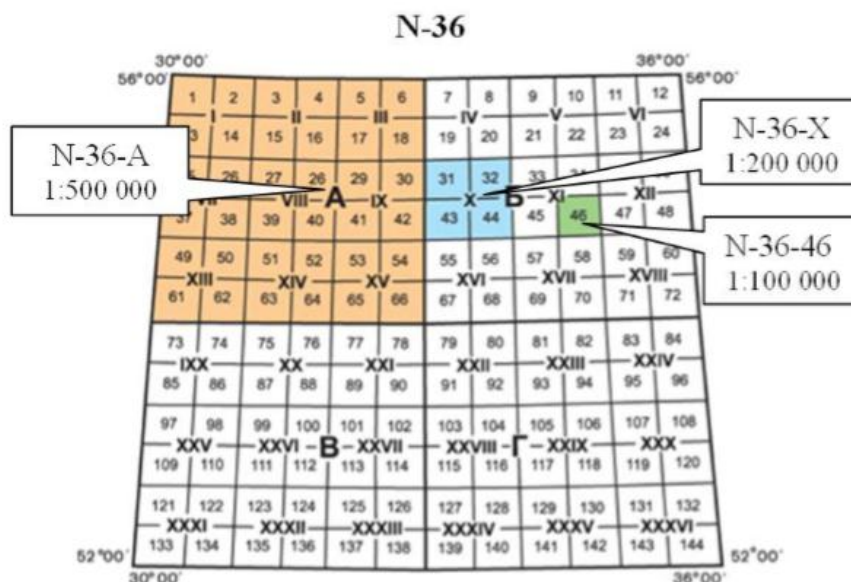 N-36
30°00′ 36°00′
56°00′ 56°00′
1 2 3 4 5 6 7 8 9 10 11 12
I II III IV V VI
14 15 16 17 18 19 20 21 22 23 24
N-36-А
1:500 000
N-36-X
1:200 000
26 27 28 29 30 31 32 33
VIII А IX X Б XI XII
37 38 39 40 41 42 43 44 45 46 47 48
N-36-46
1:100 000
49 50 51 52 53 54 55 56 57 58 59 60
XIII XIV XV XVI XVII XVIII
61 62 63 64 65 66 67 68 69 70 71 72
73 74 75 76 77 78 79 80 81 82 83 84
IXX XX XXI XXII XXIII XXIV
85 86 87 88 89 90 91 92 93 94 95 96
97 98 99 100 101 102 103 104 105 106 107 108
XXV XXVI В XXVII XXVIII Г XXIX XXX
109 110 111 112 113 114 115 116 117 118 119 120
121 122 123 124 125 126 127 128 129 130 131 132
XXXI XXXII XXXIII XXXIV XXXV XXXVI
133 134 135 136 137 138 139 140 141 142 143 144
52°00′ 52°00′
30°00′ 36°00′